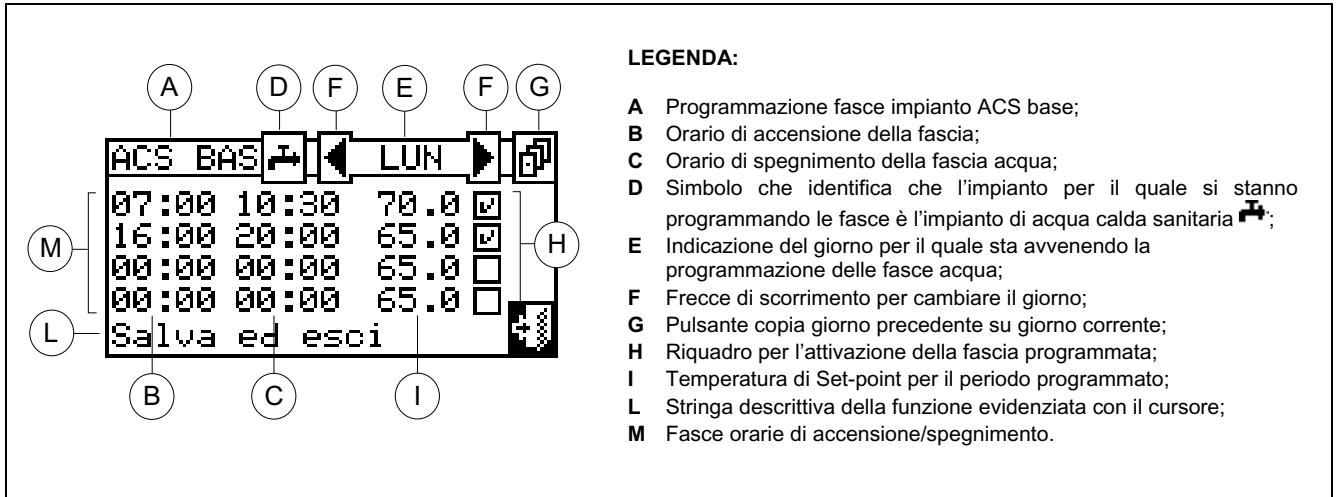 A D F E F G
ACS BAS LUN
07:00 10:30 70.0
16:00 20:00 65.0
00:00 00:00 65.0
00:00 00:00 65.0
Salva ed esci
M
H
L
B C I
LEGENDA:
A Programmazione fasce impianto ACS base;
B Orario di accensione della fascia;
C Orario di spegnimento della fascia acqua;
D Simbolo che identifica che l'impianto per il quale si stanno
programmando le fasce è l'impianto di acqua calda sanitaria ;
E Indicazione del giorno per il quale sta avvenendo la
programmazione delle fasce acqua;
F Frecce di scorrimento per cambiare il giorno;
G Pulsante copia giorno precedente su giorno corrente;
H Riquadro per l'attivazione della fascia programmata;
I Temperatura di Set-point per il periodo programmato;
L Stringa descrittiva della funzione evidenziata con il cursore;
M Fasce orarie di accensione/spegnimento.